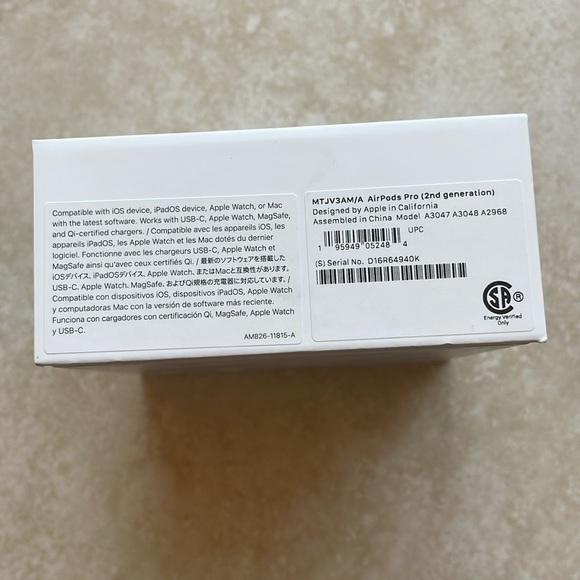 Compatible with iOS device, iPadOS device, Apple Watch, or Mac
with the latest software. Works with USB-C, Apple Watch, MagSafe,
and Qi-certified chargers. / Compatible avec les appareils iOS, les
appareils iPadOS, les Apple Watch et les Mac dotés du dernier
logiciel. Fonctionne avec les chargeurs USB-C, Apple Watch et
MagSafe ainsi qu'avec ceux certifiés Qi. / 最新のソフトウェアを搭載した
iOSデバイス、iPadOSデバイス、Apple Watch、またはMacと互換性があります。
USB-C、Apple Watch、MagSafe、およびQi規格の充電器に対応しています。 /
Compatible con dispositivos iOS, dispositivos iPadOS, Apple Watch
y computadoras Mac con la versión de software más reciente.
Funciona con cargadores con certificación Qi, MagSafe, Apple Watch
y USB-C.
AM826-11815-A
MTJV3AM/A AirPods Pro (2nd generation)
Designed by Apple in California
Assembled in China Model A3047 A3048 A2968
UPC
1 95949 05248 4
(S) Serial No. D16R64940K
SA
Energy Verified
Only